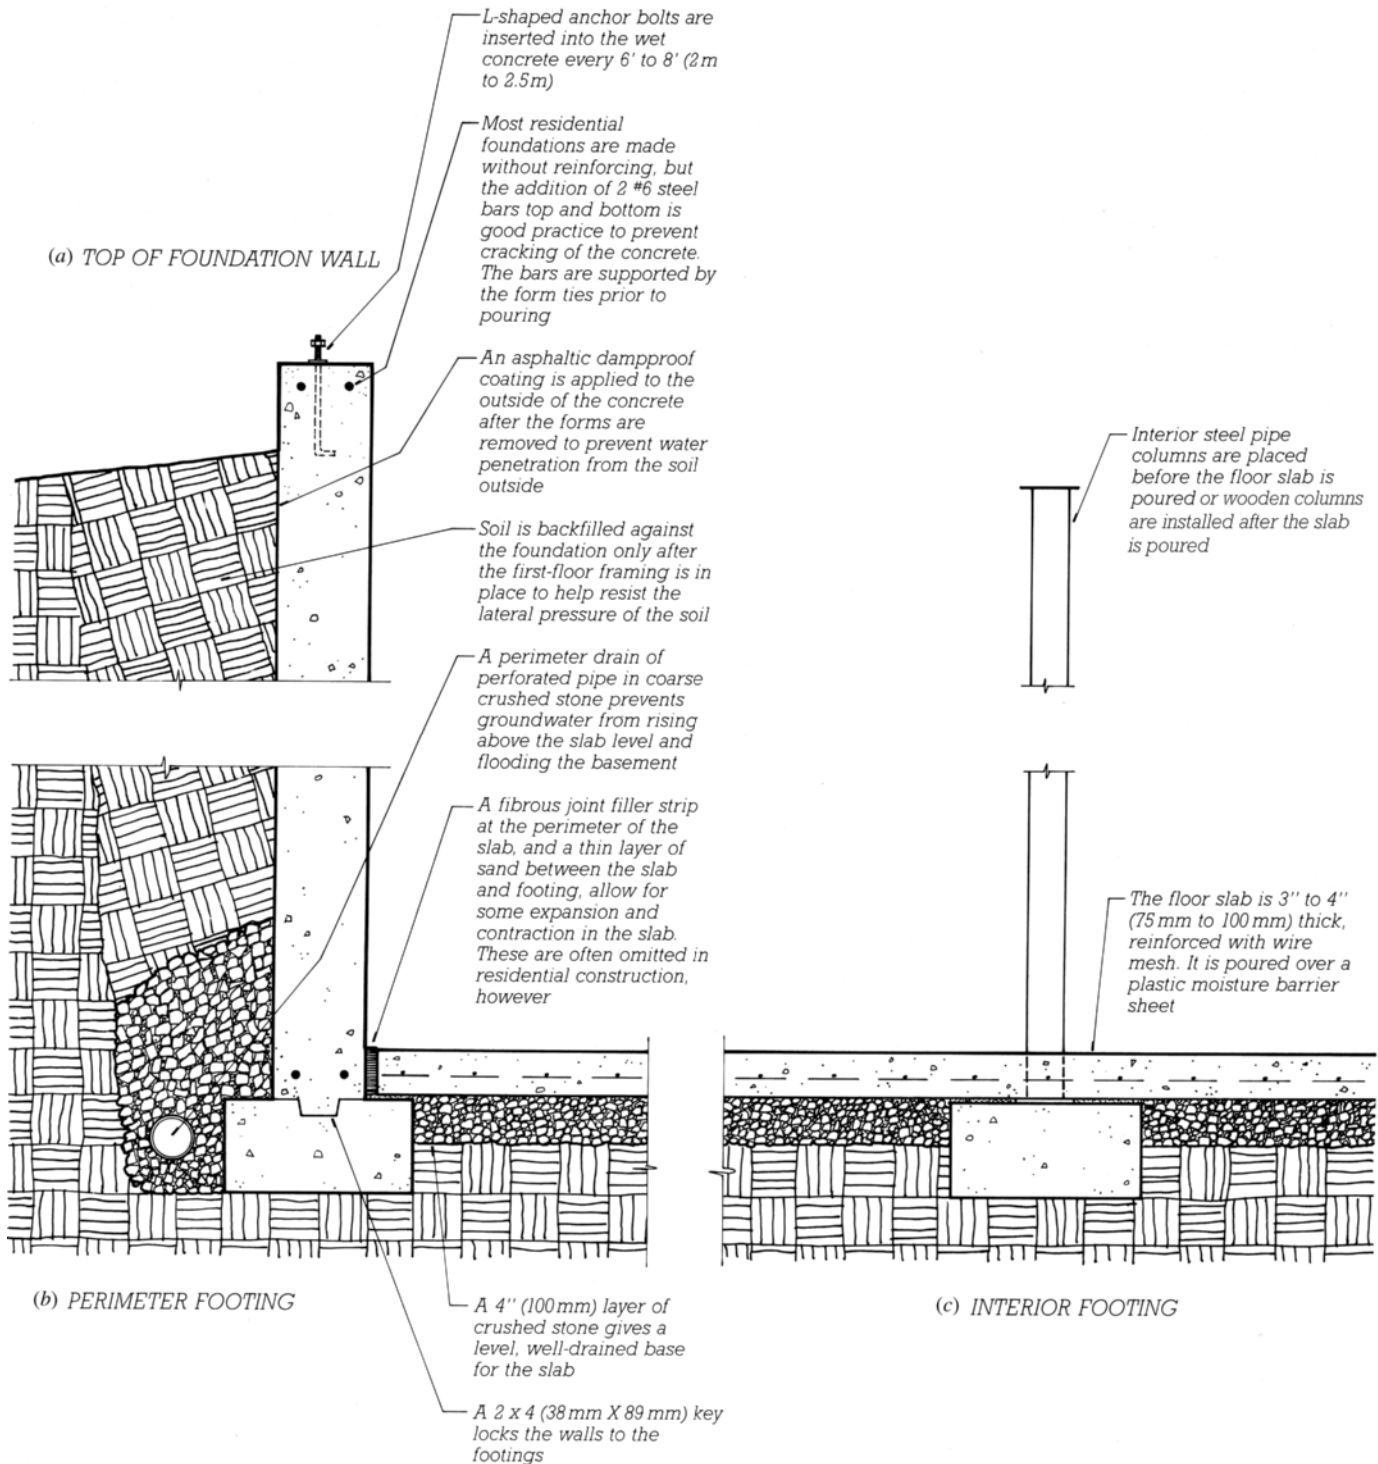 L-shaped anchor bolts are
inserted into the wet
concrete every 6' to 8' (2m
to 2.5m)
Most residential
foundations are made
without reinforcing, but
the addition of 2 #6 steel
bars top and bottom is
good practice to prevent
cracking of the concrete.
The bars are supported by
the form ties prior to
pouring
(a) TOP OF FOUNDATION WALL
An asphaltic dampproof
coating is applied to the
outside of the concrete
after the forms are
removed to prevent water
penetration from the soil
outside
Soil is backfilled against
the foundation only after
the first-floor framing is in
place to help resist the
lateral pressure of the soil
A perimeter drain of
perforated pipe in coarse
crushed stone prevents
groundwater from rising
above the slab level and
flooding the basement
A fibrous joint filler strip
at the perimeter of the
slab, and a thin layer of
sand between the slab
and footing, allow for
some expansion and
contraction in the slab.
These are often omitted in
residential construction,
however
Interior steel pipe
columns are placed
before the floor slab is
poured or wooden columns
are installed after the slab
is poured
The floor slab is 3" to 4"
(75mm to 100mm) thick,
reinforced with wire
mesh. It is poured over a
plastic moisture barrier
sheet
(b) PERIMETER FOOTING
A 4" (100mm) layer of
crushed stone gives a
level, well-drained base
for the slab
A 2 x 4 (38mm X 89mm) key
locks the walls to the
footings
(c) INTERIOR FOOTING